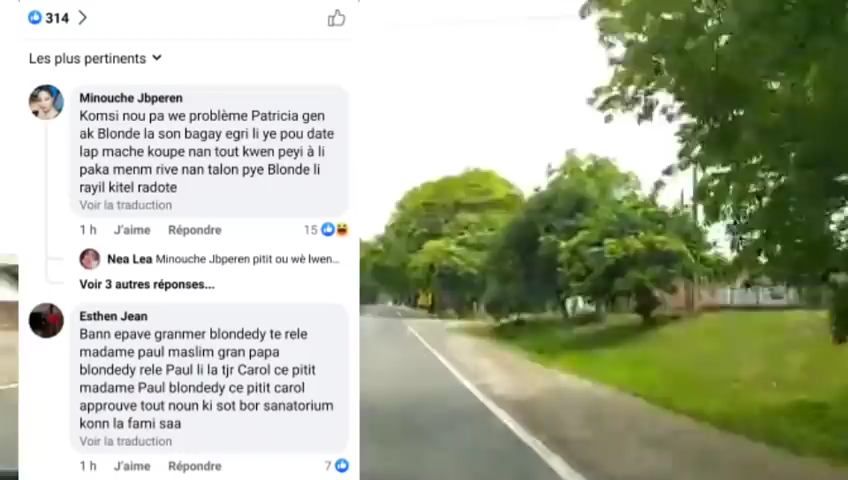 314
Les plus pertinents
Minouche Jbperen
Komsi nou pa we problème Patricia gen
ak Blonde la son bagay egri li ye pou date
lap mache koupe nan tout kwen peyi à li
paka menm rive nan talon pye Blonde li
rayil kitel radote
Voir la traduction
1 h J'aime Répondre 15
Nea Lea Minouche Jbperen pitit ou wè lwen...
Voir 3 autres réponses...
Esthen Jean
Bann epave granmer blondedy te rele
madame paul maslim gran papa
blondedy rele Paul li la tjr Carol ce pitit
madame Paul blondedy ce pitit carol
approuve tout noun ki sot bor sanatorium
konn la fami saa
Voir la traduction
1 h J'aime Répondre 7